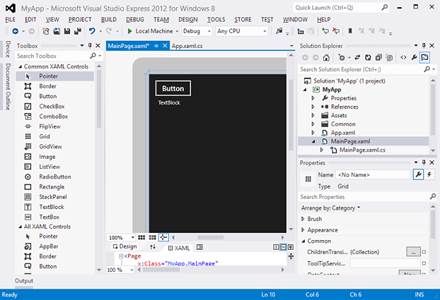 MyApp - Microsoft Visual Studio Express 2012 for Windows 8
Quick Launch (Ctrl+Q)
FILE EDIT VIEW PROJECT BUILD DEBUG TEAM DESIGN TOOLS STORE TEST WINDOW HELP
Local Machine Debug Any CPU
Device
Document Outline
Toolbox
Search Toolbox
Common XAML Controls
Pointer
Border
Button
CheckBox
ComboBox
FlipView
Grid
GridView
Image
ListView
RadioButton
Rectangle
StackPanel
TextBlock
TextBox
All XAML Controls
Pointer
AppBar
Border
Button
Output
MainPage.xaml*
App.xaml.cs
Button
TextBlock
100%
Design
XAML
<Page
x:Class="MyApp.MainPage"
100 %
Solution Explorer
Search Solution Explorer (Ctrl+;)
Solution 'MyApp' (1 project)
MyApp
Properties
References
Assets
Common
App.xaml
MainPage.xaml
MainPage.xaml.cs
Properties
Name <No Name>
Type Grid
Search Properties
Arrange by: Category
Brush
Appearance
Common
ChildrenTransi... (Collection) ...
ToolTipServic...
Ready
Ln 10
Col 6
Ch 6
INS